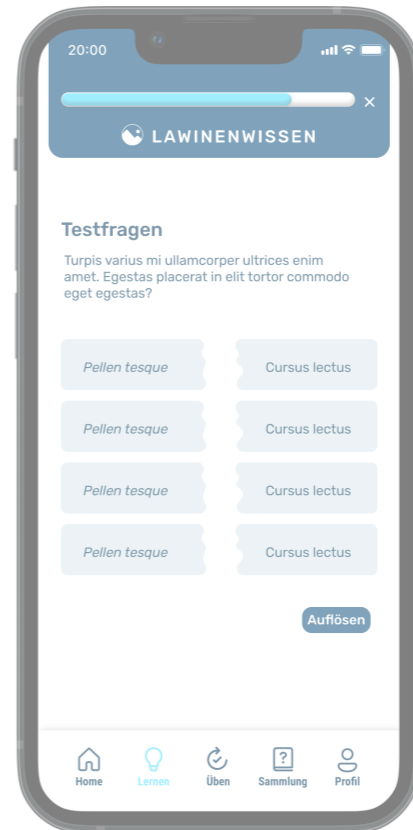 20:00
LAWINENWISSEN
Testfragen
Turpis varius mi ullamcorper ultrices enim
amet. Egestas placerat in elit tortor commodo
eget egestas?
Pellen tesque Cursus lectus
Pellen tesque Cursus lectus
Pellen tesque Cursus lectus
Pellen tesque Cursus lectus
Auflösen
Home Lernen Üben Sammlung Profil